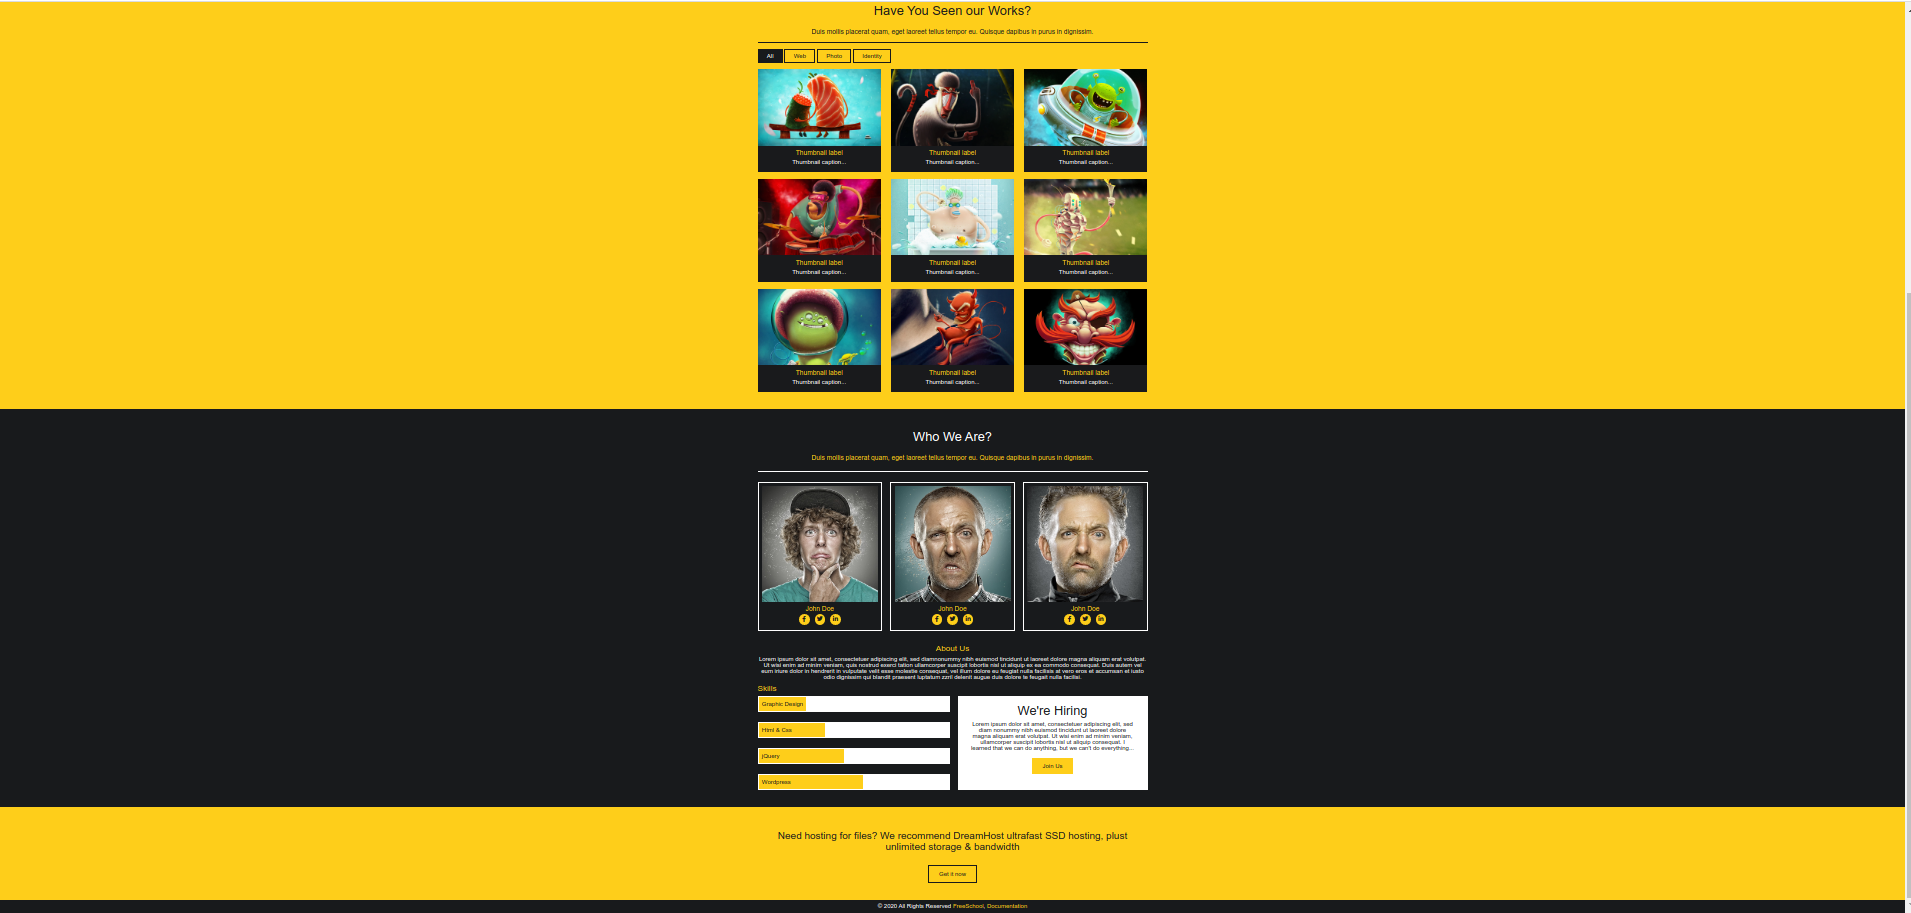 Have You Seen our Works?
Duis mollis placerat quam, eget laoreet tellus tempor eu. Quisque dapibus in purus in dignissim.
All Web Photo Identity
Thumbnail label Thumbnail label Thumbnail label
Thumbnail caption... Thumbnail caption... Thumbnail caption...
Thumbnail label Thumbnail label Thumbnail label
Thumbnail caption... Thumbnail caption... Thumbnail caption...
Thumbnail label Thumbnail label Thumbnail label
Thumbnail caption... Thumbnail caption... Thumbnail caption...
Who We Are?
Duis mollis placerat quam, eget laoreet tellus tempor eu. Quisque dapibus in purus in dignissim.
John Doe John Doe John Doe
About Us
Lorem ipsum dolor sit amet, consectetuer adipiscing elit, sed diamnonummy nibh euismod tincidunt ut laoreet dolore magna aliquam erat volutpat.
Ut wisi enim ad minim veniam, quis nostrud exerci tation ullamcorper suscipit lobortis nisl ut aliquip ex ea commodo consequat. Duis autem vel
eum iriure dolor in hendrerit in vulputate velit esse molestie consequat, vel illum dolore eu feugiat nulla facilisis at vero eros et accumsan et iusto
odio dignissim qui blandit praesent luptatum zzril delenit augue duis dolore te feugait nulla facilisi.
Skills
Graphic Design
Html & Css
jQuery
Wordpress
We're Hiring
Lorem ipsum dolor sit amet, consectetuer adipiscing elit, sed
diam nonummy nibh euismod tincidunt ut laoreet dolore
magna aliquam erat volutpat. Ut wisi enim ad minim veniam,
ullamcorper suscipit lobortis nisl ut aliquip consequat. I
learned that we can do anything, but we can't do everything...
Join Us
Need hosting for files? We recommend DreamHost ultrafast SSD hosting, plust
unlimited storage & bandwidth
Get it now
© 2020 All Rights Reserved FreeSchool, Documentation